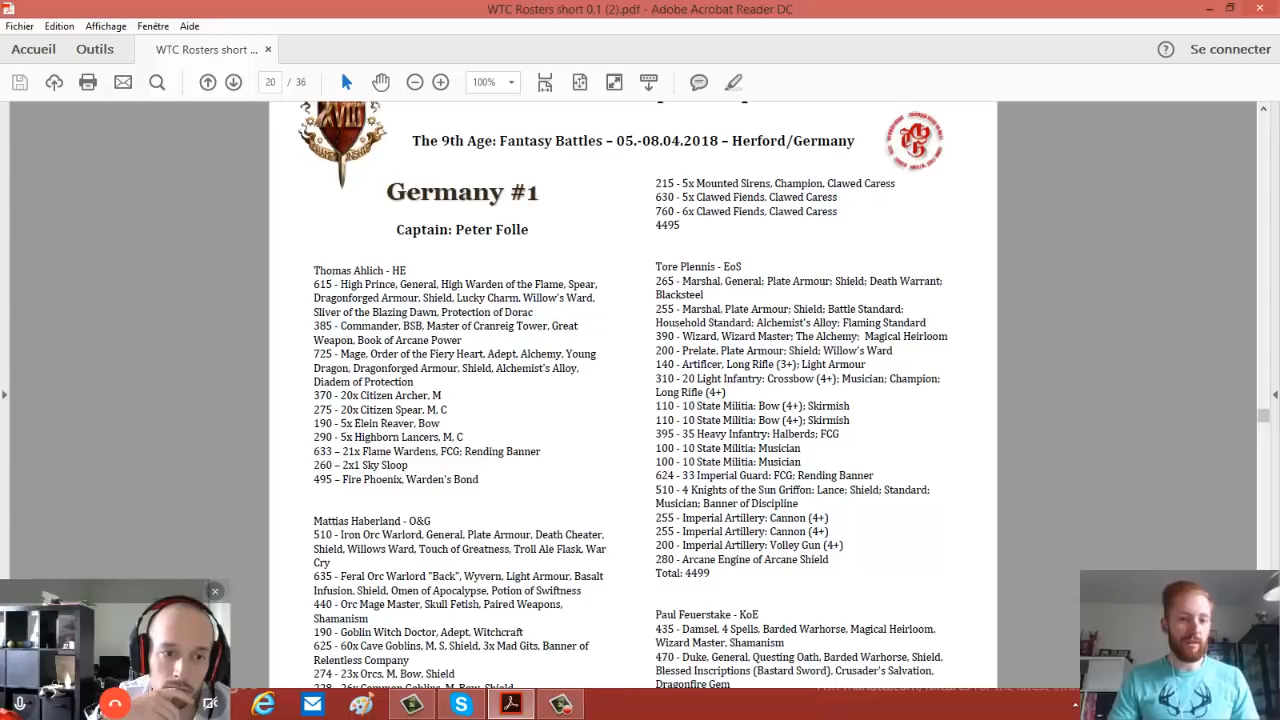 WTC Rosters short 0.1 (2).pdf - Adobe Acrobat Reader DC
Fichier Edition Affichage Fenêtre Aide
Accueil Outils WTC Rosters short ... × Se connecter
20 / 36 100%
XVIII
The 9th Age: Fantasy Battles – 05.-08.04.2018 – Herford/Germany
Germany #1
Captain: Peter Folle
Thomas Ahlich - HE
615 - High Prince, General, High Warden of the Flame, Spear,
Dragonforged Armour, Shield, Lucky Charm, Willow's Ward,
Sliver of the Blazing Dawn, Protection of Dorac
385 - Commander, BSB, Master of Cranreig Tower, Great
Weapon, Book of Arcane Power
725 - Mage, Order of the Fiery Heart, Adept, Alchemy, Young
Dragon, Dragonforged Armour, Shield, Alchemist's Alloy,
Diadem of Protection
370 - 20x Citizen Archer, M
275 - 20x Citizen Spear, M, C
190 - 5x Elein Reaver, Bow
290 - 5x Highborn Lancers, M, C
633 – 21x Flame Wardens, FCG; Rending Banner
260 – 2x1 Sky Sloop
495 – Fire Phoenix, Warden's Bond
Mattias Haberland - O&G
510 - Iron Orc Warlord, General, Plate Armour, Death Cheater,
Shield, Willows Ward, Touch of Greatness, Troll Ale Flask, War
Cry
635 - Feral Orc Warlord "Back", Wyvern, Light Armour, Basalt
Infusion, Shield, Omen of Apocalypse, Potion of Swiftness
440 - Orc Mage Master, Skull Fetish, Paired Weapons,
Shamanism
190 - Goblin Witch Doctor, Adept, Witchcraft
625 - 60x Cave Goblins, M, S, Shield, 3x Mad Gits, Banner of
Relentless Company
274 - 23x Orcs, M, Bow, Shield
215 - 5x Mounted Sirens, Champion, Clawed Caress
630 - 5x Clawed Fiends, Clawed Caress
760 - 6x Clawed Fiends, Clawed Caress
4495
Tore Plennis - EoS
265 - Marshal, General; Plate Armour; Shield; Death Warrant;
Blacksteel
255 - Marshal, Plate Armour; Shield; Battle Standard;
Household Standard; Alchemist's Alloy; Flaming Standard
390 - Wizard, Wizard Master; The Alchemy; Magical Heirloom
200 - Prelate, Plate Armour; Shield; Willow's Ward
140 - Artificer, Long Rifle (3+); Light Armour
310 - 20 Light Infantry: Crossbow (4+); Musician; Champion;
Long Rifle (4+)
110 - 10 State Militia: Bow (4+); Skirmish
110 - 10 State Militia: Bow (4+); Skirmish
395 - 35 Heavy Infantry: Halberds; FCG
100 - 10 State Militia: Musician
100 - 10 State Militia: Musician
624 - 33 Imperial Guard: FCG; Rending Banner
510 - 4 Knights of the Sun Griffon: Lance; Shield; Standard;
Musician; Banner of Discipline
255 - Imperial Artillery: Cannon (4+)
255 - Imperial Artillery: Cannon (4+)
200 - Imperial Artillery: Volley Gun (4+)
280 - Arcane Engine of Arcane Shield
Total: 4499
Paul Feuerstake - KoE
435 - Damsel, 4 Spells, Barded Warhorse, Magical Heirloom,
Wizard Master, Shamanism
470 - Duke, General, Questing Oath, Barded Warhorse, Shield,
Blessed Inscriptions (Bastard Sword), Crusader's Salvation,
Dragonfire Gem